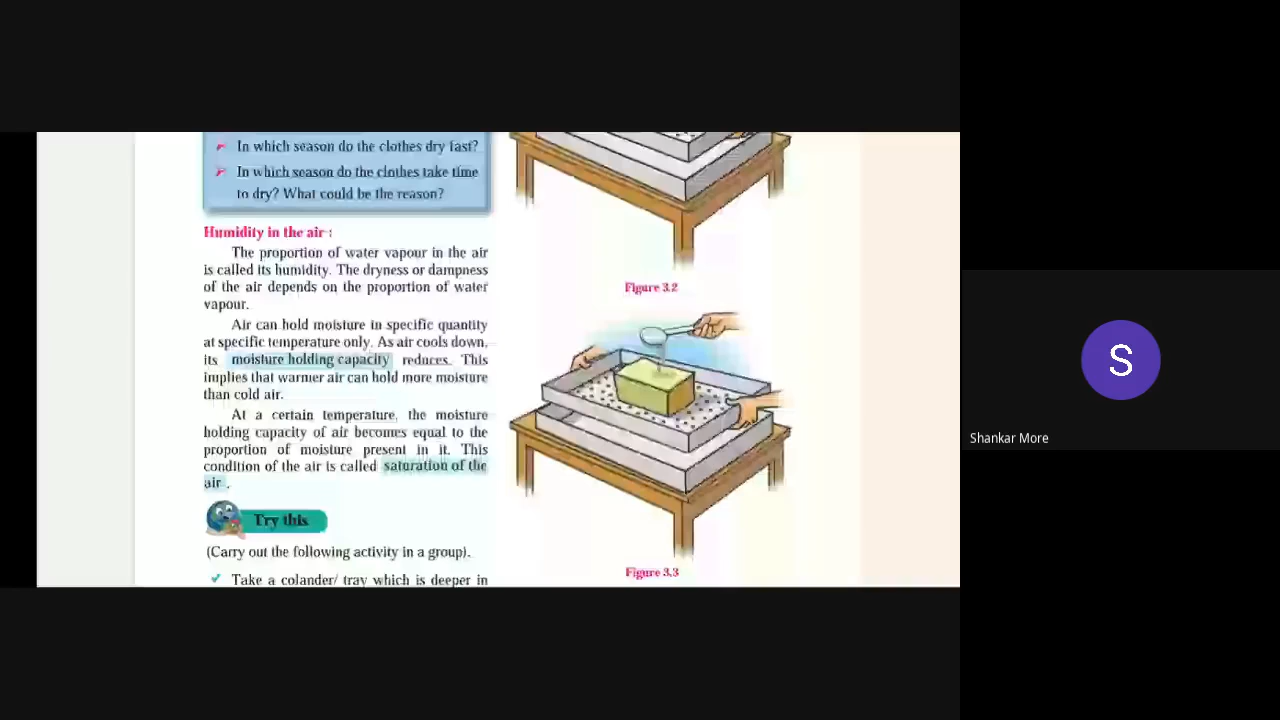 In which season do the clothes dry fast?
In which season do the clothes take time
to dry? What could be the reason?
Humidity in the air :
The proportion of water vapour in the air
is called its humidity. The dryness or dampness
of the air depends on the proportion of water
vapour.
Air can hold moisture in specific quantity
at specific temperature only. As air cools down,
its moisture holding capacity reduces. This
implies that warmer air can hold more moisture
than cold air.
At a certain temperature, the moisture
holding capacity of air becomes equal to the
proportion of moisture present in it. This
condition of the air is called saturation of the
air .
Try this
(Carry out the following activity in a group).
Take a colander/ tray which is deeper in
Figure 3.2
Figure 3.3
S
Shankar More